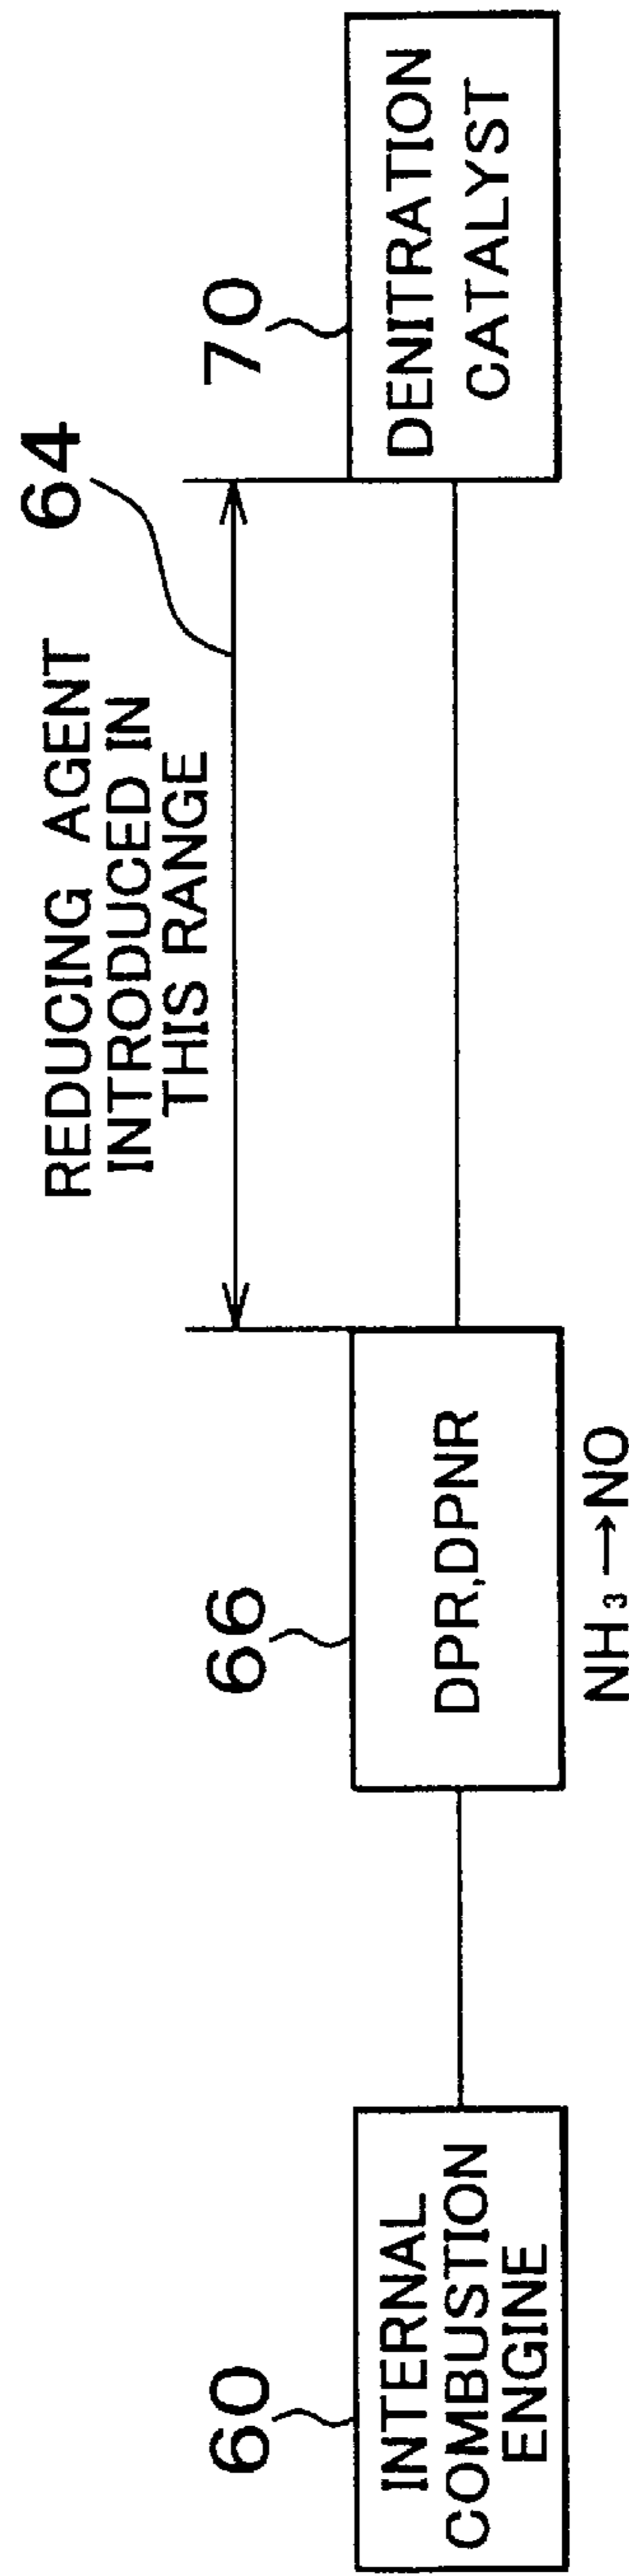 60
INTERNAL
COMBUSTION
ENGINE
66
DPR,DPNR
NH₃→NO
REDUCING AGENT
INTRODUCED IN
THIS RANGE
64
70
DENITRATION
CATALYST